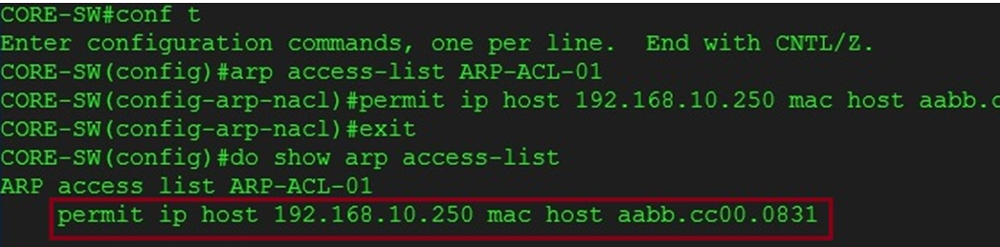 CORE-SW#conf t
Enter configuration commands, one per line.  End with CNTL/Z.
CORE-SW(config)#arp access-list ARP-ACL-01
CORE-SW(config-arp-nacl)#permit ip host 192.168.10.250 mac host aabb.c
CORE-SW(config-arp-nacl)#exit
CORE-SW(config)#do show arp access-list
ARP access list ARP-ACL-01
    permit ip host 192.168.10.250 mac host aabb.cc00.0831